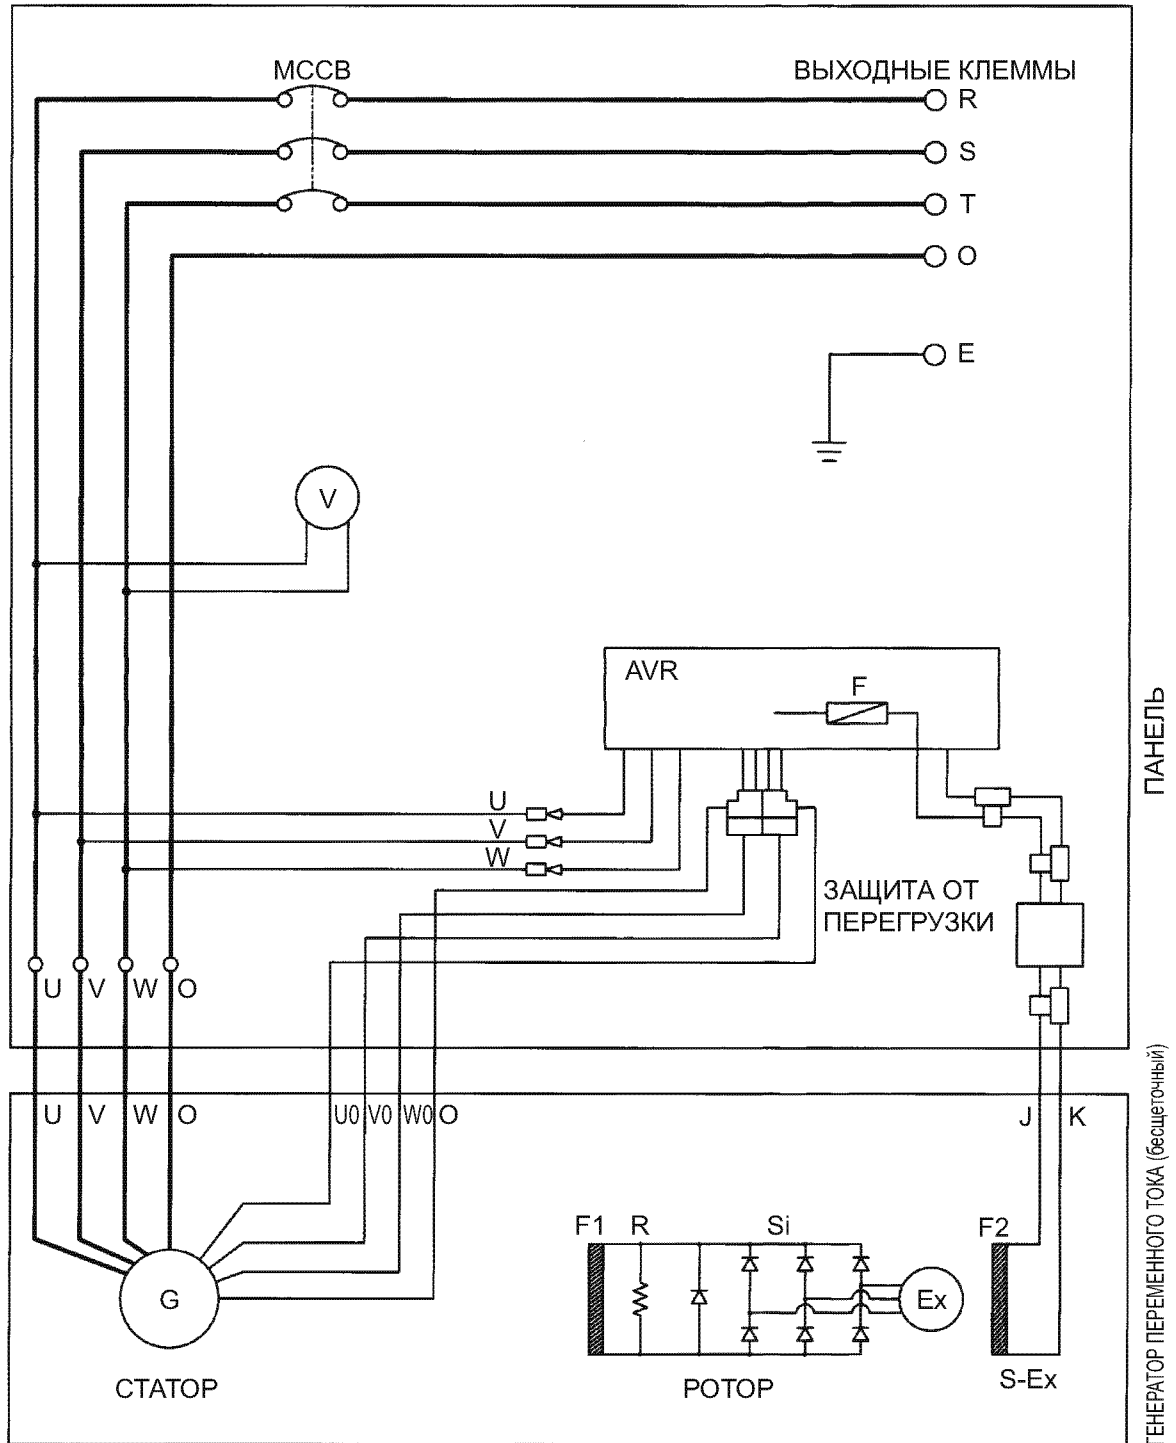 MCCB
ВЫХОДНЫЕ КЛЕММЫ
R
S
T
O
E
V
AVR
F
U
V
W
ЗАЩИТА ОТ
ПЕРЕГРУЗКИ
ПАНЕЛЬ
U V W O
U V W O U0 V0 W0 O J K
F1 R Si F2
G
Ex
СТАТОР
РОТОР
S-Ex
ГЕНЕРАТОР ПЕРЕМЕННОГО ТОКА (бесщеточный)